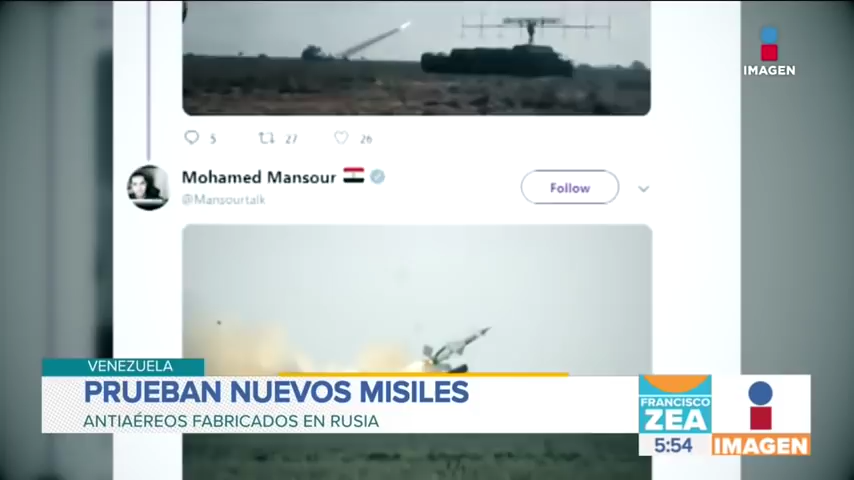 IMAGEN
5 27 26
Mohamed Mansour
@Mansourtalk
Follow
VENEZUELA
PRUEBAN NUEVOS MISILES
ANTIAÉREOS FABRICADOS EN RUSIA
FRANCISCO
ZEA
5:54
IMAGEN